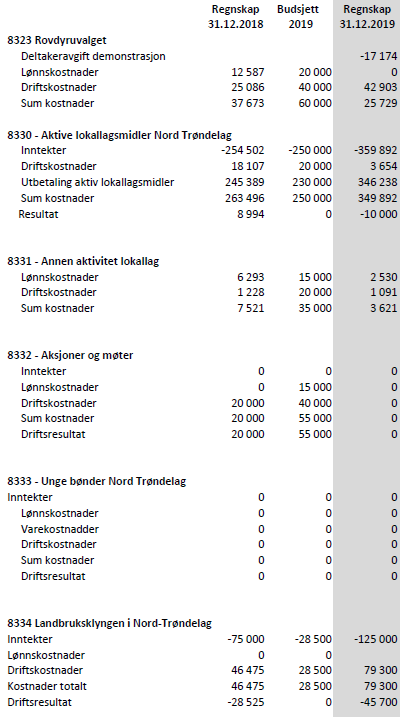 Regnskap Budsjett Regnskap
31.12.2018 2019 31.12.2019
8323 Rovdyruvalget
Deltakeravgift demonstrasjon -17 174
Lønnskostnader 12 587 20 000 0
Driftskostnader 25 086 40 000 42 903
Sum kostnader 37 673 60 000 25 729
8330 - Aktive lokallagsmidler Nord Trøndelag
Inntekter -254 502 -250 000 -359 892
Driftskostnader 18 107 20 000 3 654
Utbetaling aktiv lokallagsmidler 245 389 230 000 346 238
Sum kostnader 263 496 250 000 349 892
Resultat 8 994 0 -10 000
8331 - Annen aktivitet lokallag
Lønnskostnader 6 293 15 000 2 530
Driftskostnader 1 228 20 000 1 091
Sum kostnader 7 521 35 000 3 621
8332 - Aksjoner og møter
Inntekter 0 0 0
Lønnskostnader 0 15 000 0
Driftskostnader 20 000 40 000 0
Sum kostnader 20 000 55 000 0
Driftsresultat 20 000 55 000 0
8333 - Unge bønder Nord Trøndelag
Inntekter 0 0 0
Lønnskostnader 0 0 0
Varekostnadder 0 0 0
Driftskostnader 0 0 0
Sum kostnader 0 0 0
Driftsresultat 0 0 0
8334 Landbruksklyngen i Nord-Trøndelag
Inntekter -75 000 -28 500 -125 000
Lønnskostnader 0 0
Driftskostnader 46 475 28 500 79 300
Kostnader totalt 46 475 28 500 79 300
Driftsresultat -28 525 0 -45 700